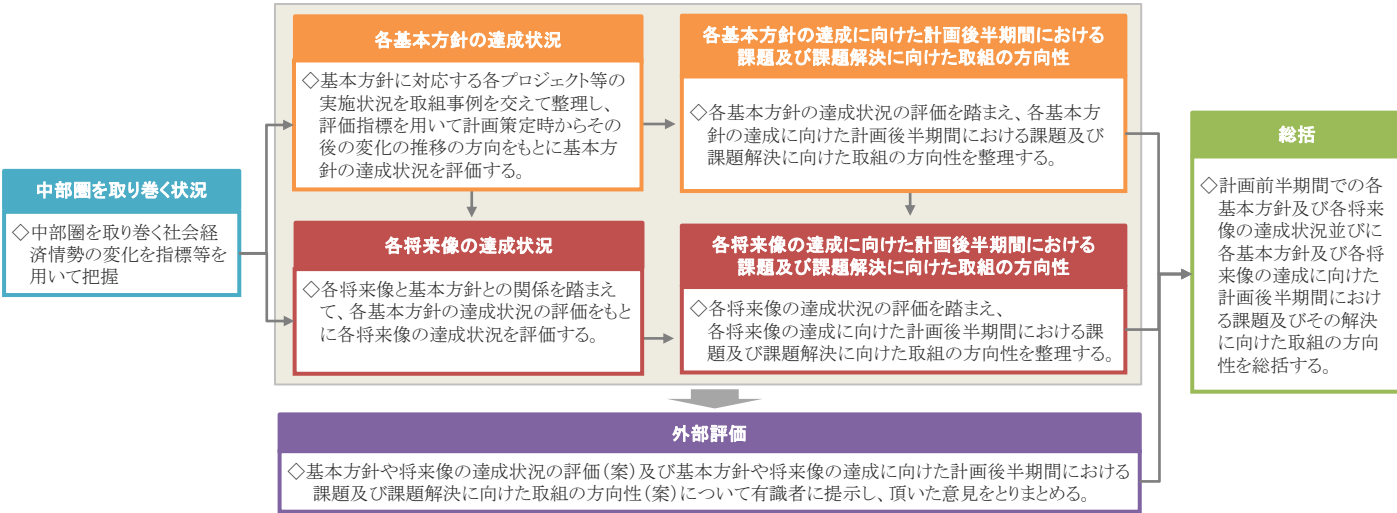 中部圏を取り巻く状況
◇中部圏を取り巻く社会経
済情勢の変化を指標等を
用いて把握
各基本方針の達成状況
◇基本方針に対応する各プロジェクト等の
実施状況を取組事例を交えて整理し、
評価指標を用いて計画策定時からその
後の変化の推移の方向をもとに基本方
針の達成状況を評価する。
各基本方針の達成に向けた計画後半期間における
課題及び課題解決に向けた取組の方向性
◇各基本方針の達成状況の評価を踏まえ、各基本方
針の達成に向けた計画後半期間における課題及び
課題解決に向けた取組の方向性を整理する。
各将来像の達成状況
◇各将来像と基本方針との関係を踏まえ
て、各基本方針の達成状況の評価をもと
に各将来像の達成状況を評価する。
各将来像の達成に向けた計画後半期間における
課題及び課題解決に向けた取組の方向性
◇各将来像の達成状況の評価を踏まえ、
各将来像の達成に向けた計画後半期間における課
題及び課題解決に向けた取組の方向性を整理する。
外部評価
◇基本方針や将来像の達成状況の評価(案)及び基本方針や将来像の達成に向けた計画後半期間における
課題及び課題解決に向けた取組の方向性(案)について有識者に提示し、頂いた意見をとりまとめる。
総括
◇計画前半期間での各
基本方針及び各将来
像の達成状況並びに
各基本方針及び各将
来像の達成に向けた
計画後半期間におけ
る課題及びその解決
に向けた取組の方向
性を総括する。